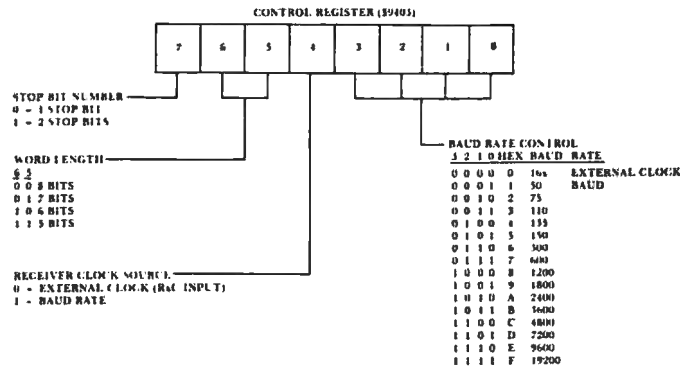 CONTROL REGISTER ($9403)
7 6 5 4 3 2 1 0
STOP BIT NUMBER
0 - 1 STOP BIT
1 - 2 STOP BITS
WORD LENGTH
6 5
0 0 8 BITS
0 1 7 BITS
1 0 6 BITS
1 1 5 BITS
RECEIVER CLOCK SOURCE
0 - EXTERNAL CLOCK (RxC INPUT)
1 - BAUD RATE
BAUD RATE CONTROL
3 2 1 0 HEX BAUD RATE
0 0 0 0 0 16x EXTERNAL CLOCK
0 0 0 1 1 50 BAUD
0 0 1 0 2 75
0 0 1 1 3 110
0 1 0 0 4 135
0 1 0 1 5 150
0 1 1 0 6 300
0 1 1 1 7 600
1 0 0 0 8 1200
1 0 0 1 9 1800
1 0 1 0 A 2400
1 0 1 1 B 3600
1 1 0 0 C 4800
1 1 0 1 D 7200
1 1 1 0 E 9600
1 1 1 1 F 19200